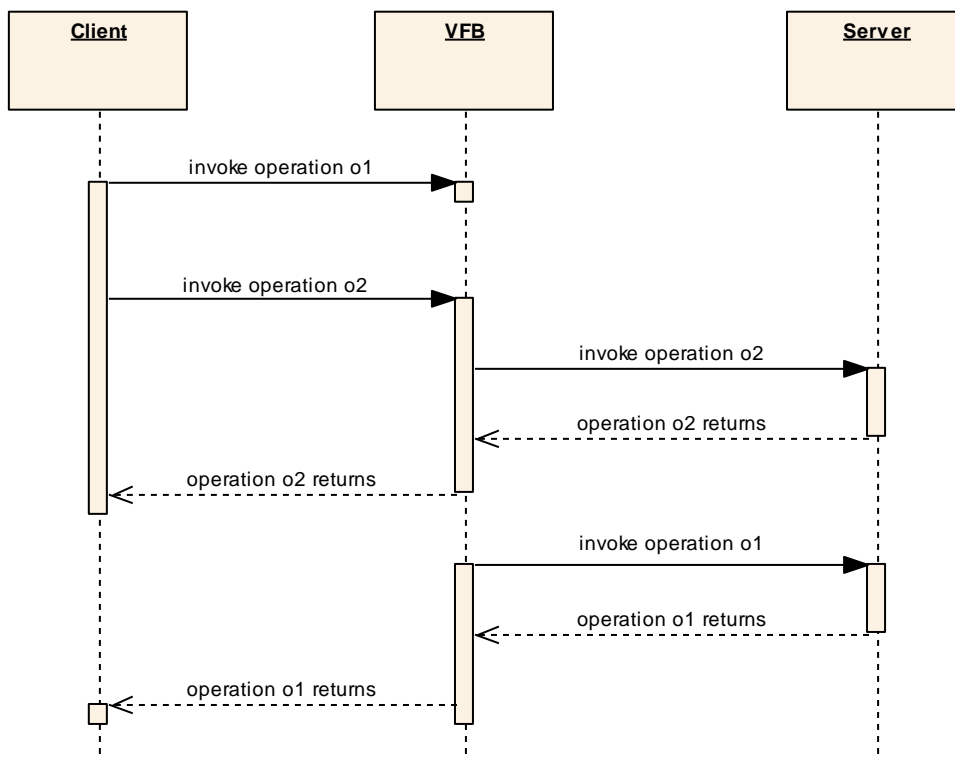 Client
VFB
Server
invoke operation o1
invoke operation o2
invoke operation o2
operation o2 returns
operation o2 returns
invoke operation o1
operation o1 returns
operation o1 returns